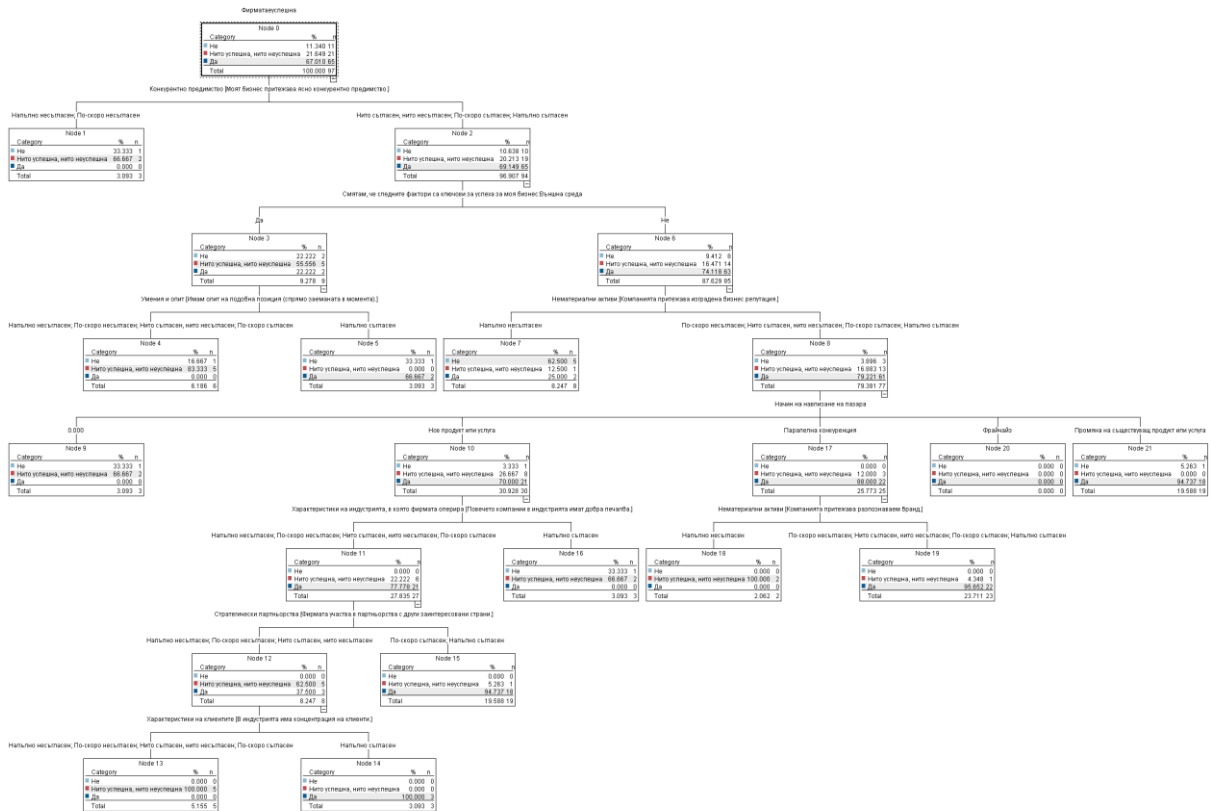 Фирматаеуспешна
Node 0
Category % n
Не 11.340 11
Нито успешна, нито неуспешна 21.649 21
Да 67.010 65
Total 100.000 97
Конкурентно предимство [Моят бизнес притежава ясно конкурентно предимство.]
Напълно несъгласен; По-скоро несъгласен
Нито съгласен, нито несъгласен; По-скоро съгласен; Напълно съгласен
Node 1
Category % n
Не 33.333 1
Нито успешна, нито неуспешна 66.667 2
Да 0.000 0
Total 3.093 3
Node 2
Category % n
Не 10.638 10
Нито успешна, нито неуспешна 20.213 19
Да 69.149 65
Total 96.907 94
Смятам, че следните фактори са ключови за успеха за моя бизнес:Външна среда
Да
Не
Node 3
Category % n
Не 22.222 2
Нито успешна, нито неуспешна 55.556 5
Да 22.222 2
Total 9.278 9
Node 6
Category % n
Не 9.412 8
Нито успешна, нито неуспешна 16.471 14
Да 74.118 63
Total 87.629 85
Умения и опит [Имам опит на подобна позиция (спрямо заеманата в момента).]
Нематериални активи [Компанията притежава изградена бизнес репутация.]
Напълно несъгласен; По-скоро несъгласен; Нито съгласен, нито несъгласен; По-скоро съгласен
Напълно съгласен
Напълно несъгласен
По-скоро несъгласен; Нито съгласен, нито несъгласен; По-скоро съгласен; Напълно съгласен
Node 4
Category % n
Не 16.667 1
Нито успешна, нито неуспешна 83.333 5
Да 0.000 0
Total 6.186 6
Node 5
Category % n
Не 33.333 1
Нито успешна, нито неуспешна 0.000 0
Да 66.667 2
Total 3.093 3
Node 7
Category % n
Не 62.500 5
Нито успешна, нито неуспешна 12.500 1
Да 25.000 2
Total 8.247 8
Node 8
Category % n
Не 3.896 3
Нито успешна, нито неуспешна 16.883 13
Да 79.221 61
Total 79.381 77
Начин на навлизане на пазара
0.000
Нов продукт или услуга
Паралелна конкуренция
Франчайз
Промяна на съществуващ продукт или услуга
Node 9
Category % n
Не 33.333 1
Нито успешна, нито неуспешна 66.667 2
Да 0.000 0
Total 3.093 3
Node 10
Category % n
Не 3.333 1
Нито успешна, нито неуспешна 26.667 8
Да 70.000 21
Total 30.928 30
Node 17
Category % n
Не 0.000 0
Нито успешна, нито неуспешна 12.000 3
Да 88.000 22
Total 25.773 25
Node 20
Category % n
Не 0.000 0
Нито успешна, нито неуспешна 0.000 0
Да 0.000 0
Total 0.000 0
Node 21
Category % n
Не 5.263 1
Нито успешна, нито неуспешна 0.000 0
Да 94.737 18
Total 19.588 19
Характеристики на индустрията, в която фирмата оперира [Повечето компании в индустрията имат добра печалба.]
Нематериални активи [Компанията притежава разпознаваем бранд.]
Напълно несъгласен; По-скоро несъгласен; Нито съгласен, нито несъгласен; По-скоро съгласен
Напълно съгласен
Напълно несъгласен
По-скоро несъгласен; Нито съгласен, нито несъгласен; По-скоро съгласен; Напълно съгласен
Node 11
Category % n
Не 0.000 0
Нито успешна, нито неуспешна 22.222 6
Да 77.778 21
Total 27.835 27
Node 16
Category % n
Не 33.333 1
Нито успешна, нито неуспешна 66.667 2
Да 0.000 0
Total 3.093 3
Node 18
Category % n
Не 0.000 0
Нито успешна, нито неуспешна 100.000 2
Да 0.000 0
Total 2.062 2
Node 19
Category % n
Не 0.000 0
Нито успешна, нито неуспешна 4.348 1
Да 95.652 22
Total 23.711 23
Стратегически партньорства [Фирмата участва в партньорства с други заинтересовани страни.]
Напълно несъгласен; По-скоро несъгласен; Нито съгласен, нито несъгласен
По-скоро съгласен; Напълно съгласен
Node 12
Category % n
Не 0.000 0
Нито успешна, нито неуспешна 62.500 5
Да 37.500 3
Total 8.247 8
Node 15
Category % n
Не 0.000 0
Нито успешна, нито неуспешна 5.263 1
Да 94.737 18
Total 19.588 19
Характеристики на клиентите [В индустрията има концентрация на клиенти.]
Напълно несъгласен; По-скоро несъгласен; Нито съгласен, нито несъгласен; По-скоро съгласен
Напълно съгласен
Node 13
Category % n
Не 0.000 0
Нито успешна, нито неуспешна 100.000 5
Да 0.000 0
Total 5.155 5
Node 14
Category % n
Не 0.000 0
Нито успешна, нито неуспешна 0.000 0
Да 100.000 3
Total 3.093 3